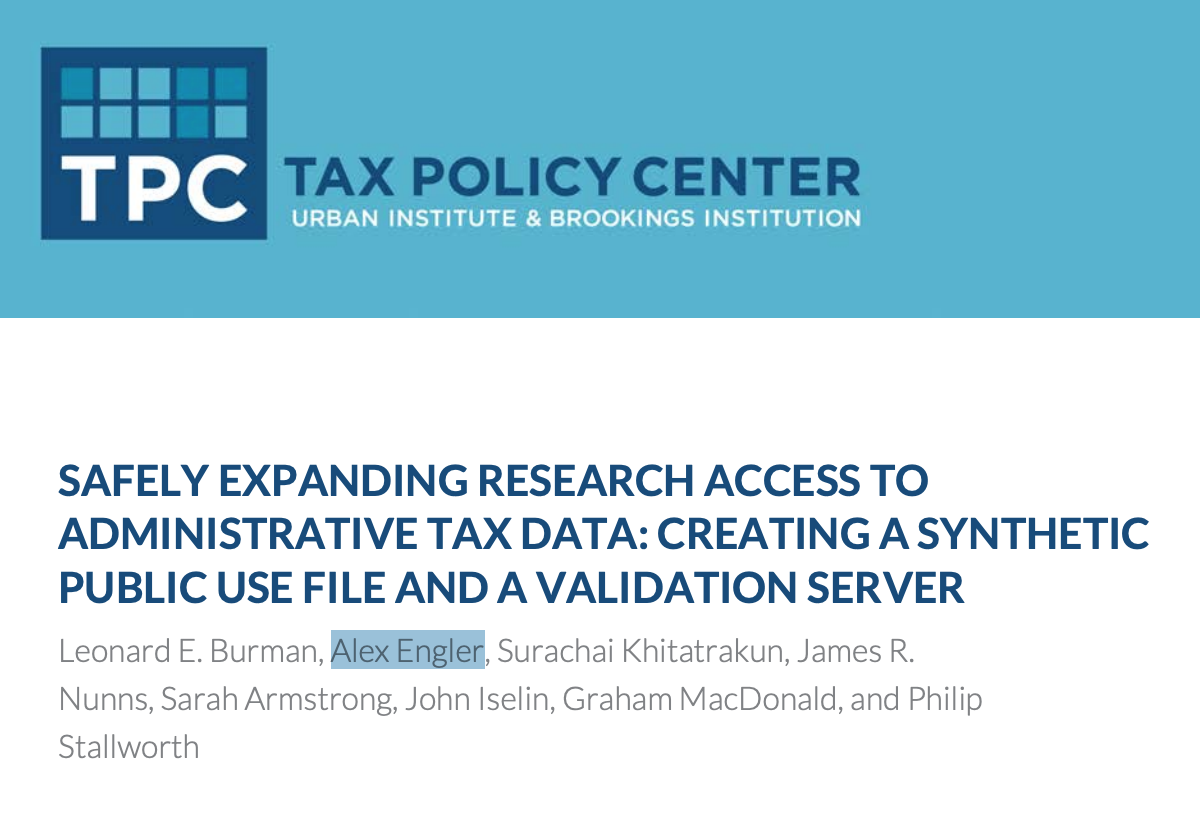 TPC
TAX POLICY CENTER
URBAN INSTITUTE & BROOKINGS INSTITUTION
SAFELY EXPANDING RESEARCH ACCESS TO
ADMINISTRATIVE TAX DATA: CREATING A SYNTHETIC
PUBLIC USE FILE AND A VALIDATION SERVER
Leonard E. Burman, Alex Engler, Surachai Khitatrakun, James R.
Nunns, Sarah Armstrong, John Iselin, Graham MacDonald, and Philip
Stallworth